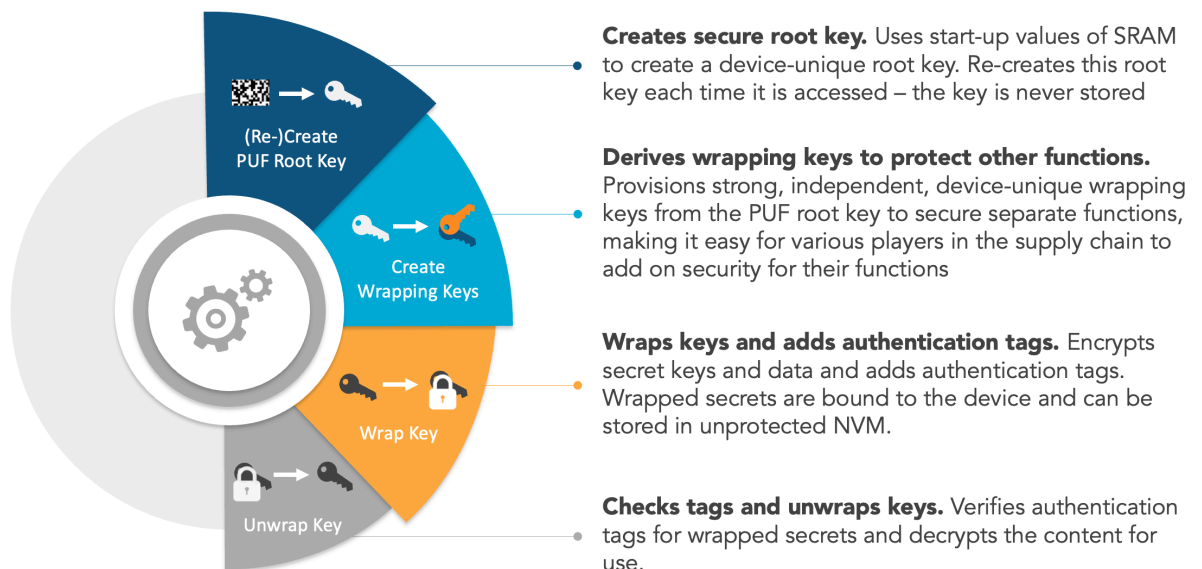 (Re-)Create
PUF Root Key
Create
Wrapping Keys
Wrap Key
Unwrap Key
Creates secure root key. Uses start-up values of SRAM
to create a device-unique root key. Re-creates this root
key each time it is accessed – the key is never stored
Derives wrapping keys to protect other functions.
Provisions strong, independent, device-unique wrapping
keys from the PUF root key to secure separate functions,
making it easy for various players in the supply chain to
add on security for their functions
Wraps keys and adds authentication tags. Encrypts
secret keys and data and adds authentication tags.
Wrapped secrets are bound to the device and can be
stored in unprotected NVM.
Checks tags and unwraps keys. Verifies authentication
tags for wrapped secrets and decrypts the content for
use.